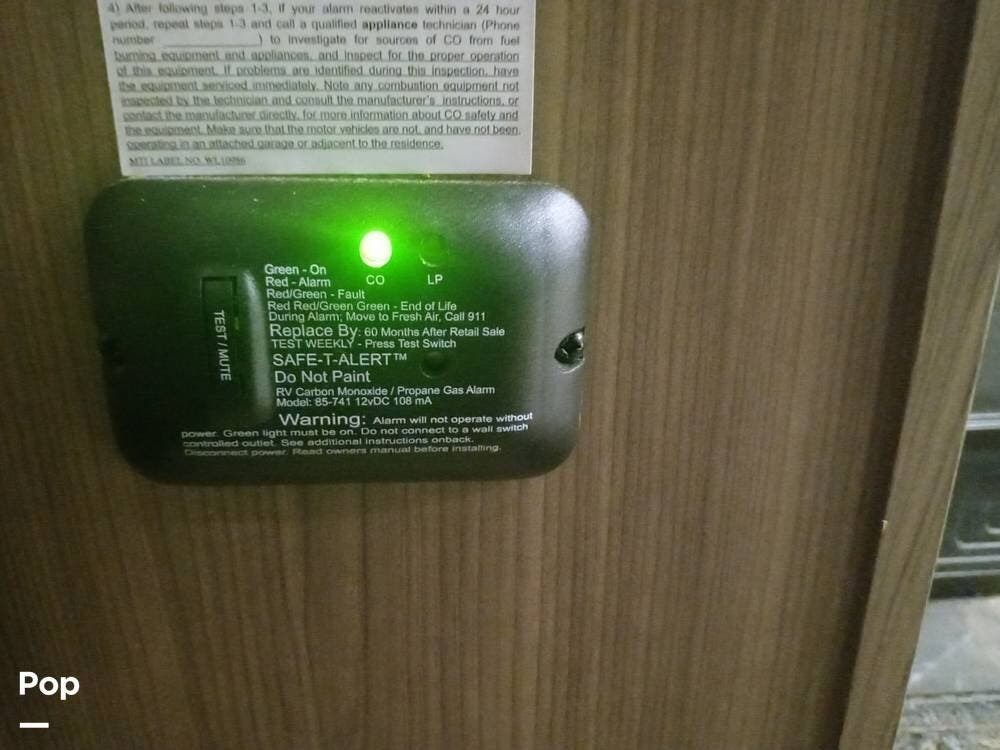 4) After following steps 1-3, if your alarm reactivates within a 24 hour
period, repeat steps 1-3 and call a qualified appliance technician (Phone
number ____________) to investigate for sources of CO from fuel
burning equipment and appliances, and inspect for the proper operation
of this equipment. If problems are identified during this inspection, have
the equipment serviced immediately. Note any combustion equipment not
inspected by the technician and consult the manufacturer's instructions, or
contact the manufacturer directly, for more information about CO safety and
the equipment. Make sure that the motor vehicles are not, and have not been,
operating in an attached garage or adjacent to the residence.
MTI LABEL NO. WL10986
Green - On
Red - Alarm
CO LP
Red/Green - Fault
Red Red/Green Green - End of Life
During Alarm; Move to Fresh Air, Call 911
Replace By: 60 Months After Retail Sale
TEST WEEKLY - Press Test Switch
TEST / MUTE
SAFE-T-ALERT™
Do Not Paint
RV Carbon Monoxide / Propane Gas Alarm
Model: 85-741 12vDC 108 mA
Warning: Alarm will not operate without
power. Green light must be on. Do not connect to a wall switch
controlled outlet. See additional instructions onback.
Disconnect power. Read owners manual before installing.
Pop